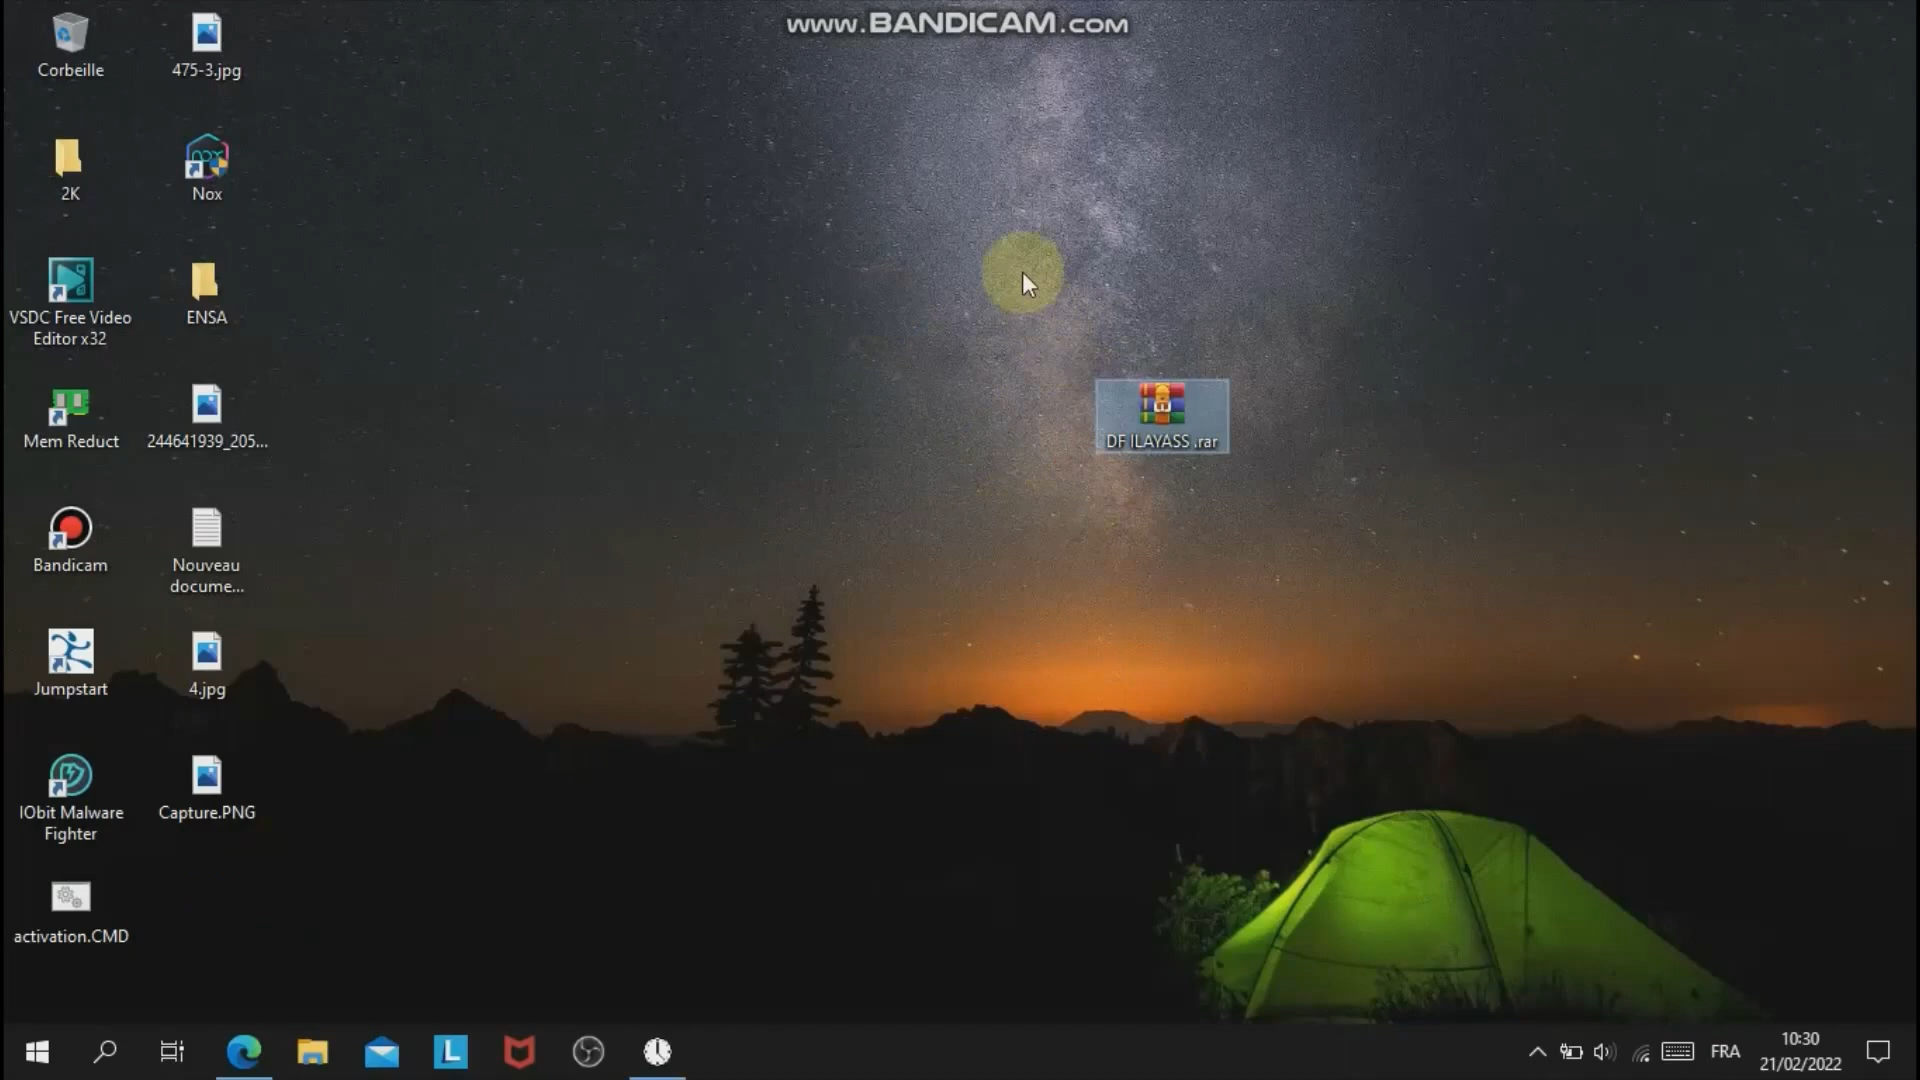 www.BANDICAM.com
Corbeille
475-3.jpg
2K
Nox
VSDC Free Video
Editor x32
ENSA
Mem Reduct
244641939_205...
DF ILAYASS .rar
Bandicam
Nouveau
docume...
Jumpstart
4.jpg
IObit Malware
Fighter
Capture.PNG
activation.CMD
L
FRA
10:30
21/02/2022